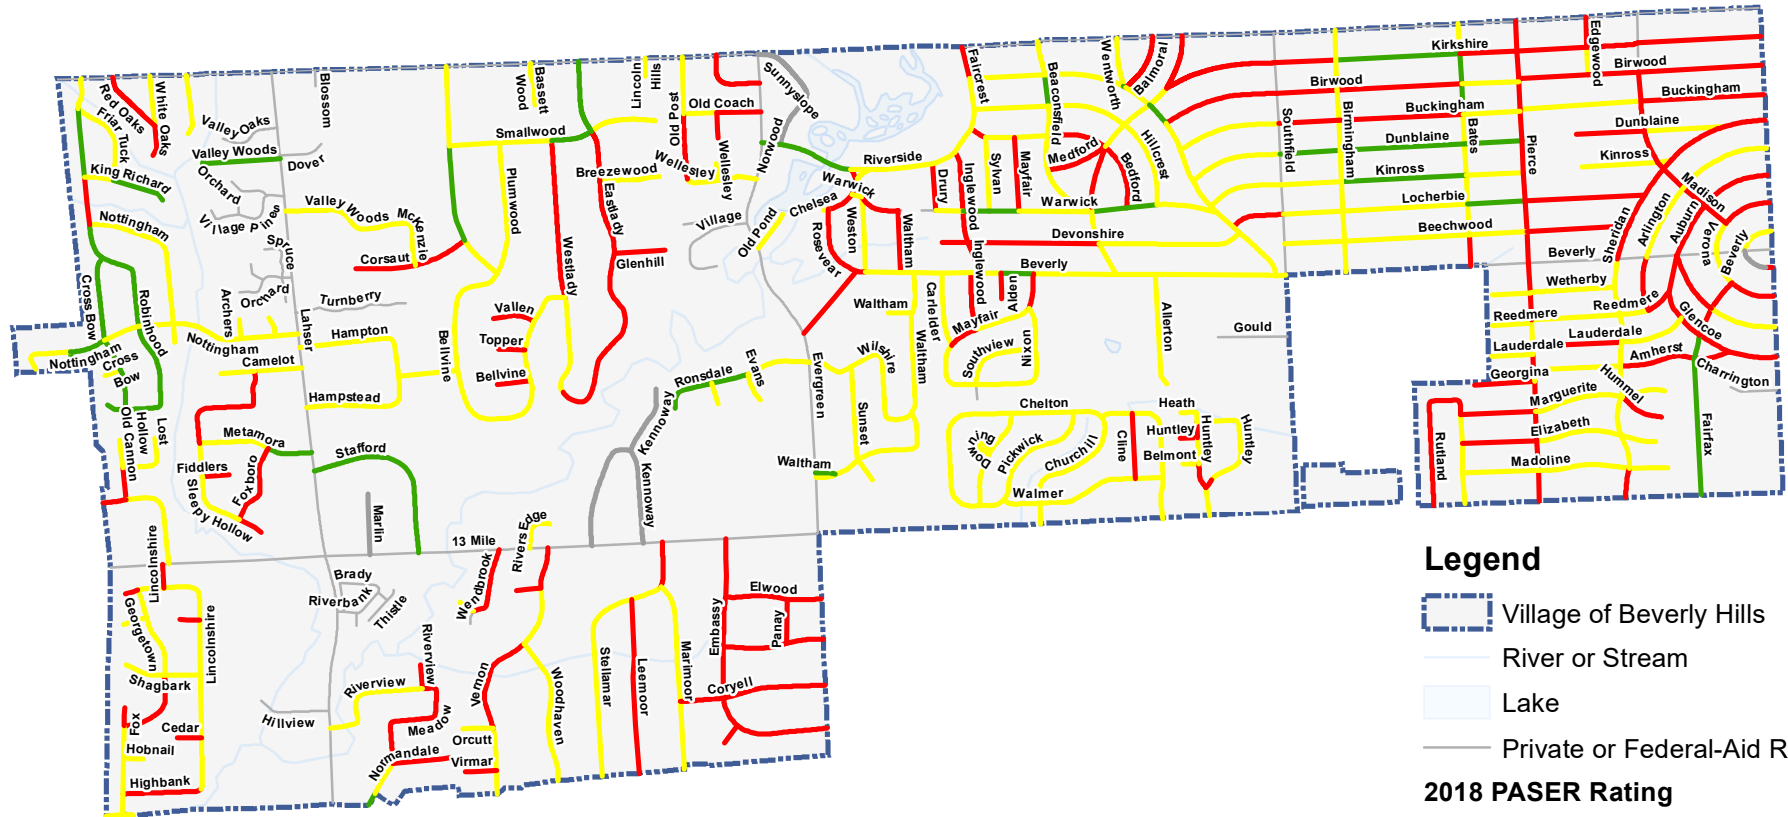 Red Oaks
Friar Tuck
White Oaks
King Richard
Nottingham
Valley Oaks
Valley Woods
Blossom
Dover
Orchard
Village Pines
Valley Woods
McKenzie
Spruce
Corsaut
Orchard
Archers
Turnberry
Cross Bow
Robinhood
Lahser
Hampton
Nottingham
Nottingham
Camelot
Cross
Bow
Hampstead
Old Cannon
Hollow
Lost
Metamora
Stafford
Fiddlers
Foxboro
Sleepy Hollow
Marlin
Smallwood
Wood
Bassett
Lincoln
Hills
Old Post
Old Coach
Sunnyslope
Norwood
Plumwood
Breezewood
Wellesley
Wellesley
Eastlady
Westlady
Glenhill
Village
Old Pond
Vallen
Topper
Bellvine
Bellvine
Ronsdale
Evans
Evergreen
Kennoway
Kennoway
Waltham
Riverside
Warwick
Chelsea
Rosevear
Weston
Waltham
Drury
Inglewood
Sylvan
Mayfair
Faircrest
Beaconsfield
Wentworth
Balmoral
Medford
Bedford
Hillcrest
Warwick
Devonshire
Beverly
Inglewood
Arden
Mayfair
Southview
Nixon
Waltham
Carlelder
Waltham
Wilshire
Sunset
Allerton
Gould
Chelton
Downing
Pickwick
Churchill
Walmer
Cline
Heath
Huntley
Huntley
Huntley
Belmont
Southfield
Birmingham
Kirkshire
Birwood
Buckingham
Dunblaine
Kinross
Locherbie
Beechwood
Bates
Pierce
Edgewood
Birwood
Buckingham
Dunblaine
Kinross
Madison
Sheridan
Arlington
Auburn
Verona
Beverly
Beverly
Wetherby
Reedmere
Reedmere
Lauderdale
Lauderdale
Glencoe
Amherst
Charrington
Georgina
Marguerite
Hummel
Elizabeth
Madoline
Rutland
Fairfax
13 Mile
Lincolnshire
Georgetown
Lincolnshire
Shagbark
Fox
Cedar
Hobnail
Highbank
Brady
Riverbank
Thistle
Hillview
Riverview
Riverview
Meadow
Normandale
Wendbrook
Rivers Edge
Vernon
Orcutt
Virmar
Woodhaven
Stellamar
Leemoor
Marimoor
Embassy
Elwood
Panay
Coryell
Legend
Village of Beverly Hills
River or Stream
Lake
Private or Federal-Aid R
2018 PASER Rating